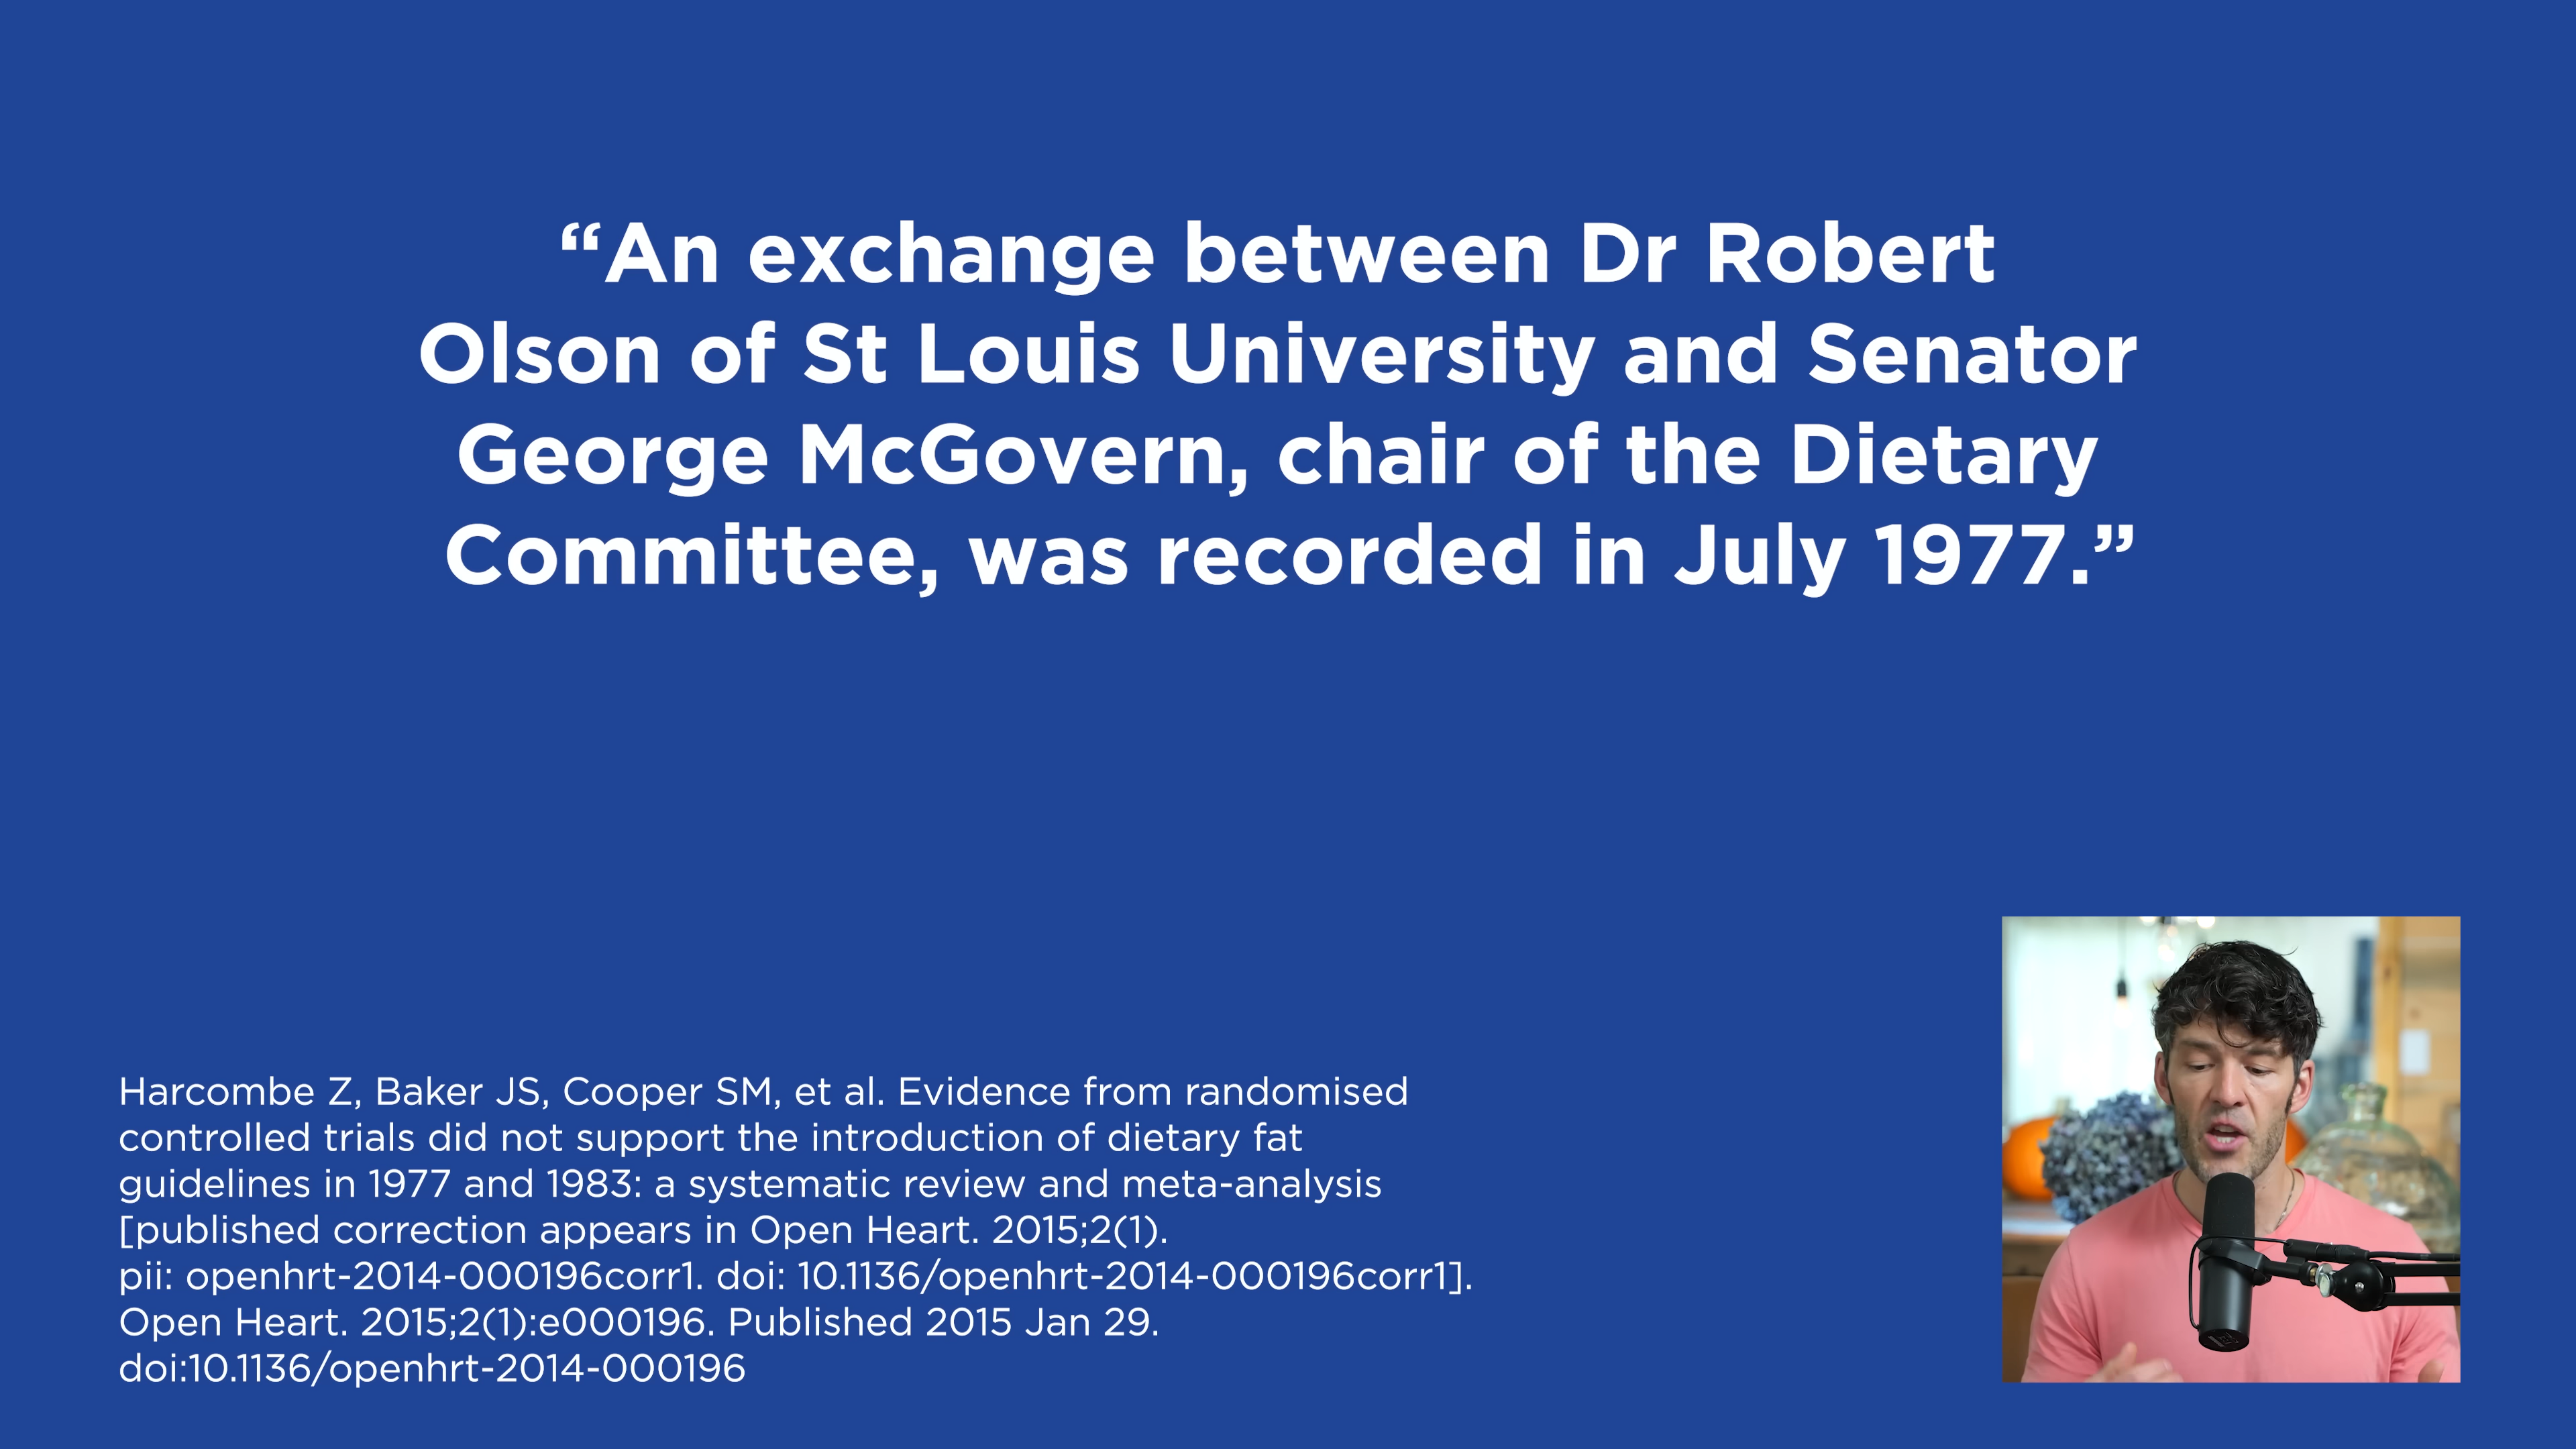 “An exchange between Dr Robert
Olson of St Louis University and Senator
George McGovern, chair of the Dietary
Committee, was recorded in July 1977.”
Harcombe Z, Baker JS, Cooper SM, et al. Evidence from randomised
controlled trials did not support the introduction of dietary fat
guidelines in 1977 and 1983: a systematic review and meta-analysis
[published correction appears in Open Heart. 2015;2(1).
pii: openhrt-2014-000196corr1. doi: 10.1136/openhrt-2014-000196corr1].
Open Heart. 2015;2(1):e000196. Published 2015 Jan 29.
doi:10.1136/openhrt-2014-000196